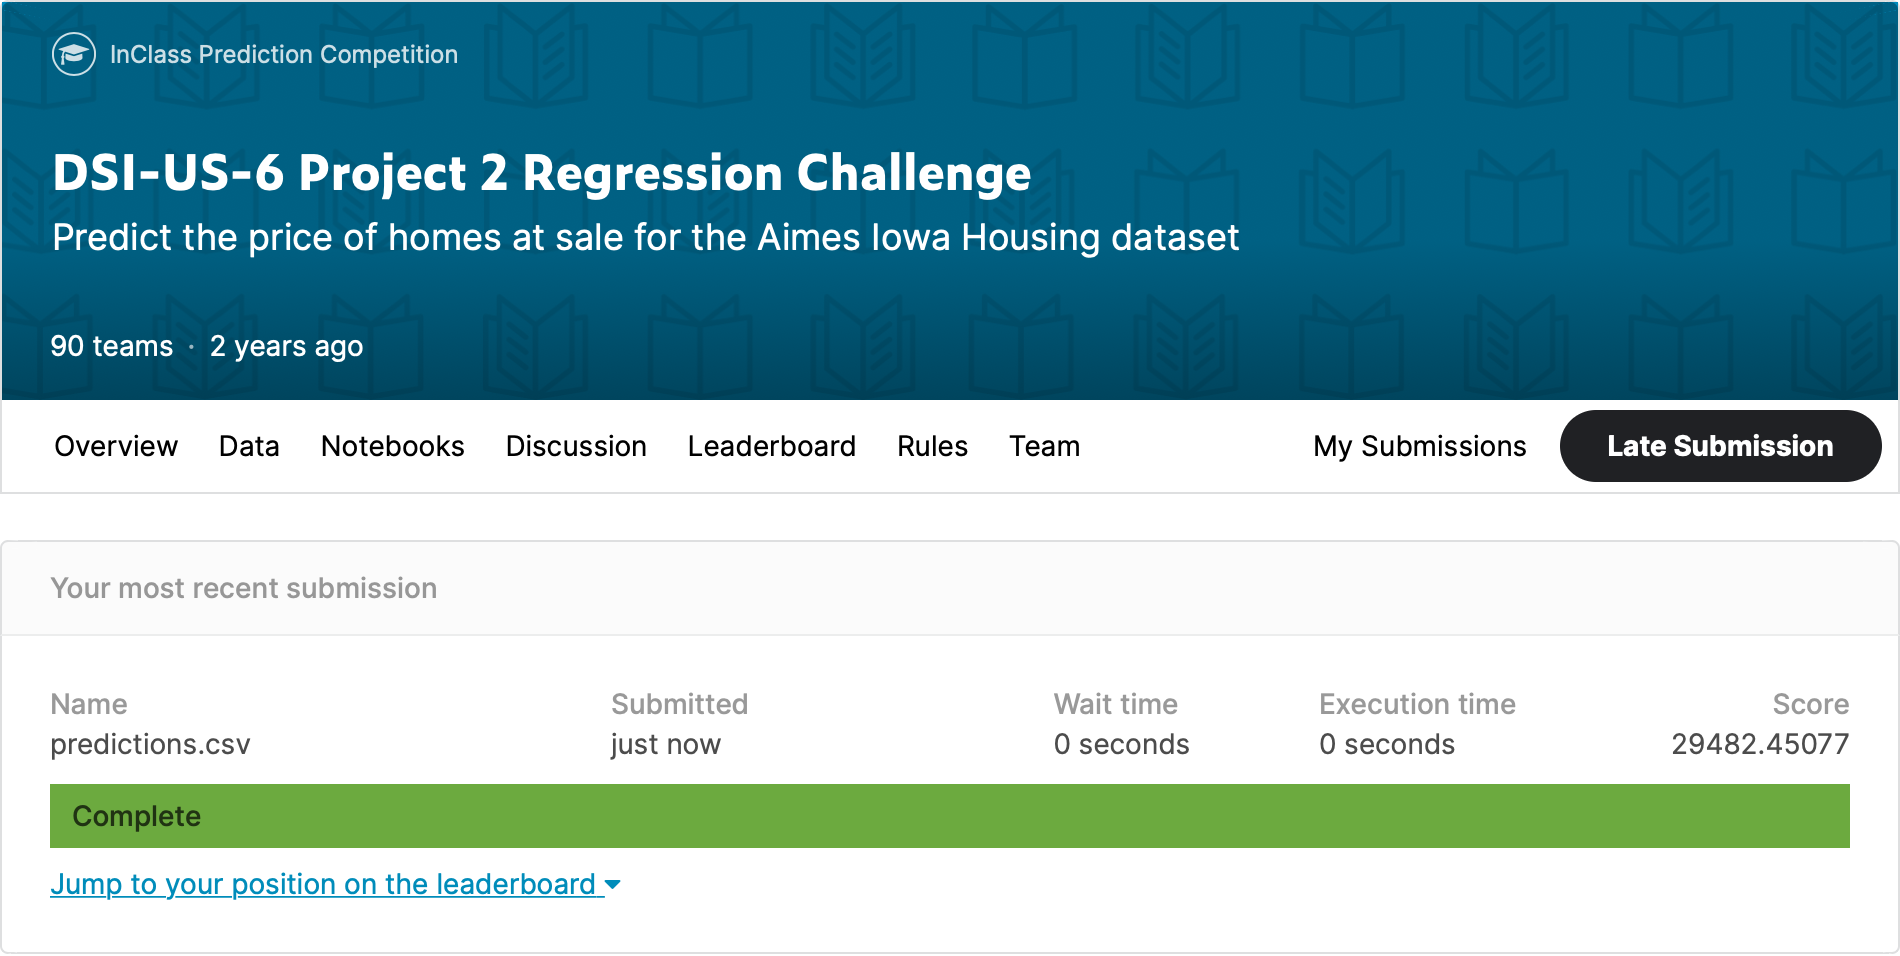 InClass Prediction Competition
DSI-US-6 Project 2 Regression Challenge
Predict the price of homes at sale for the Aimes Iowa Housing dataset
90 teams · 2 years ago
Overview Data Notebooks Discussion Leaderboard Rules Team My Submissions Late Submission
Your most recent submission
Name Submitted Wait time Execution time Score
predictions.csv just now 0 seconds 0 seconds 29482.45077
Complete
Jump to your position on the leaderboard